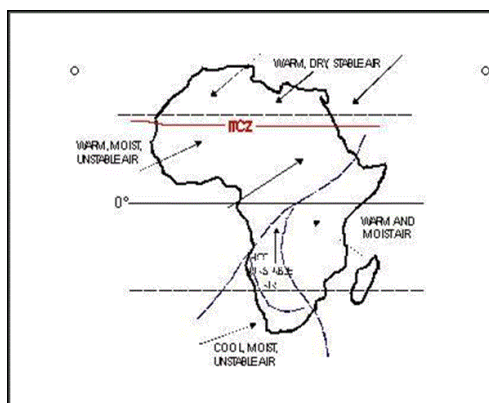 WARM, DRY, STABLE AIR
ITCZ
WARM, MOIST,
UNSTABLE AIR
0°
WARM AND
MOIST AIR
COOL, MOIST,
UNSTABLE AIR